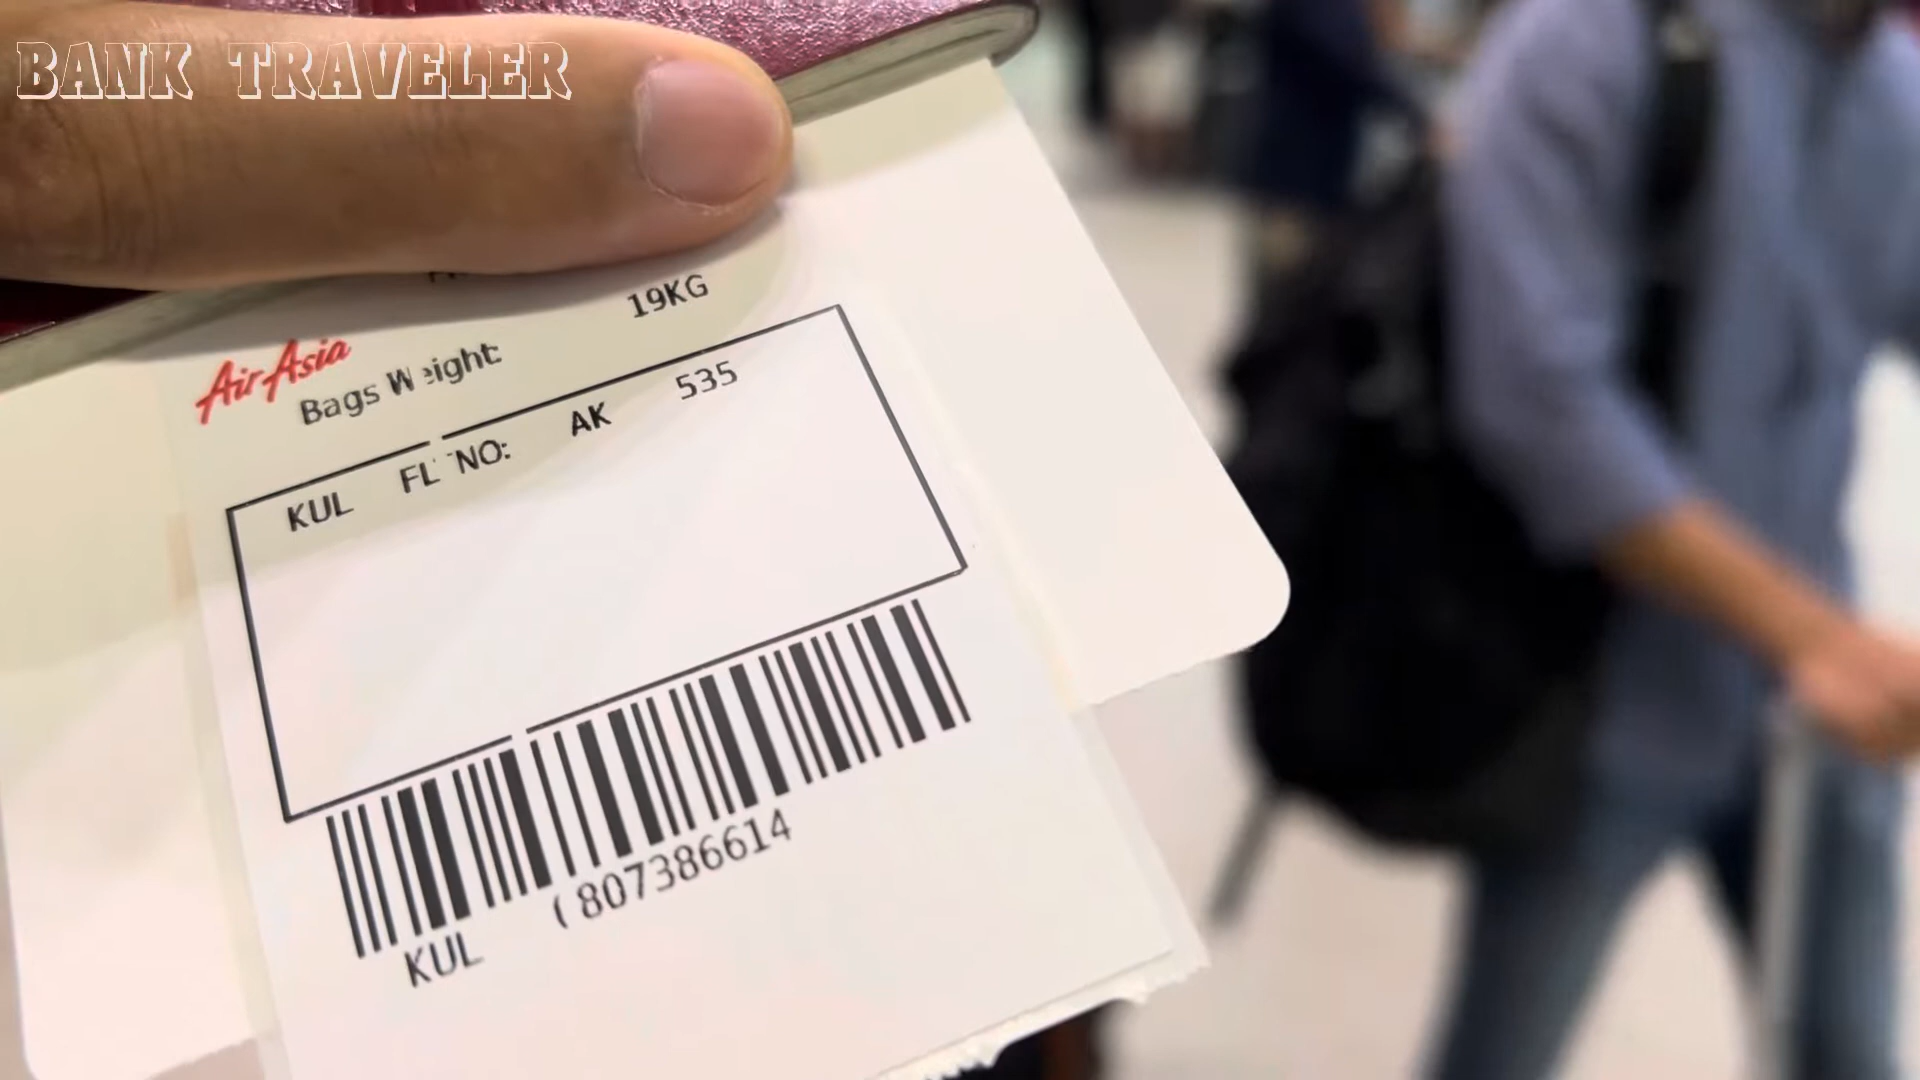 BANK TRAVELER
19KG
AirAsia
Bags Weight:
KUL FL NO: AK 535
(807386614
KUL